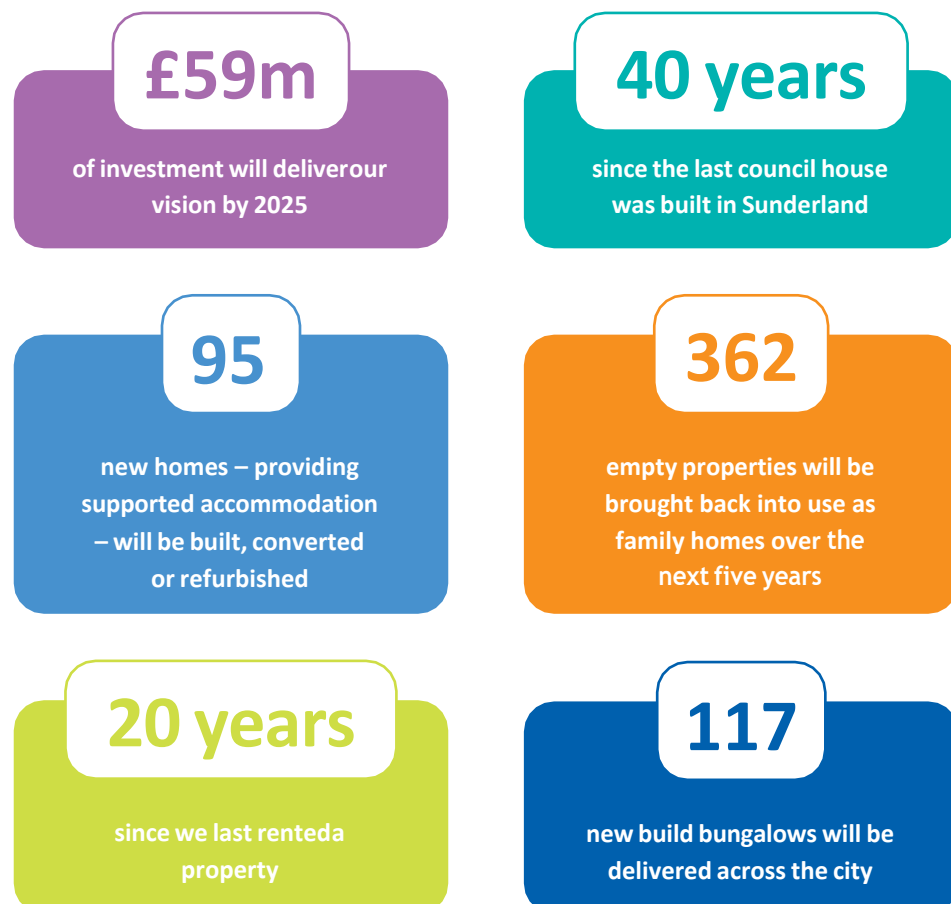 £59m
of investment will deliverour
vision by 2025
40 years
since the last council house
was built in Sunderland
95
new homes – providing
supported accommodation
– will be built, converted
or refurbished
362
empty properties will be
brought back into use as
family homes over the
next five years
20 years
since we last renteda
property
117
new build bungalows will be
delivered across the city